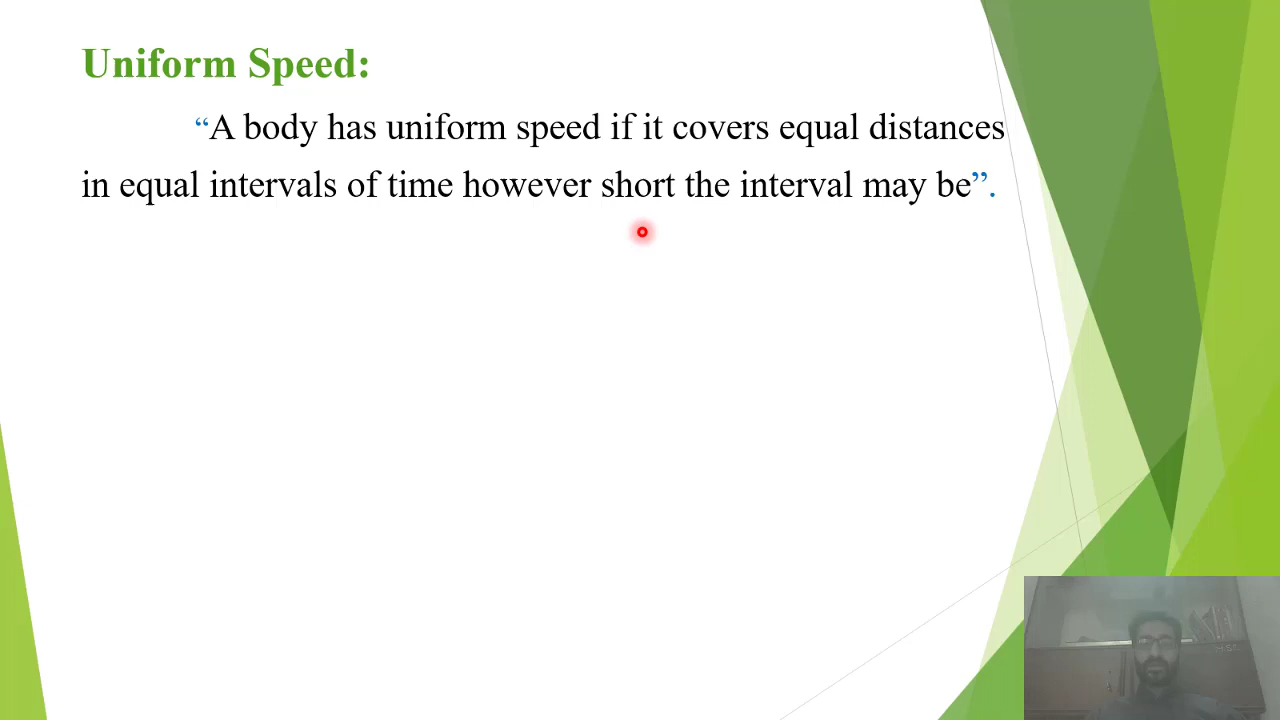 Uniform Speed:
“A body has uniform speed if it covers equal distances
in equal intervals of time however short the interval may be”.